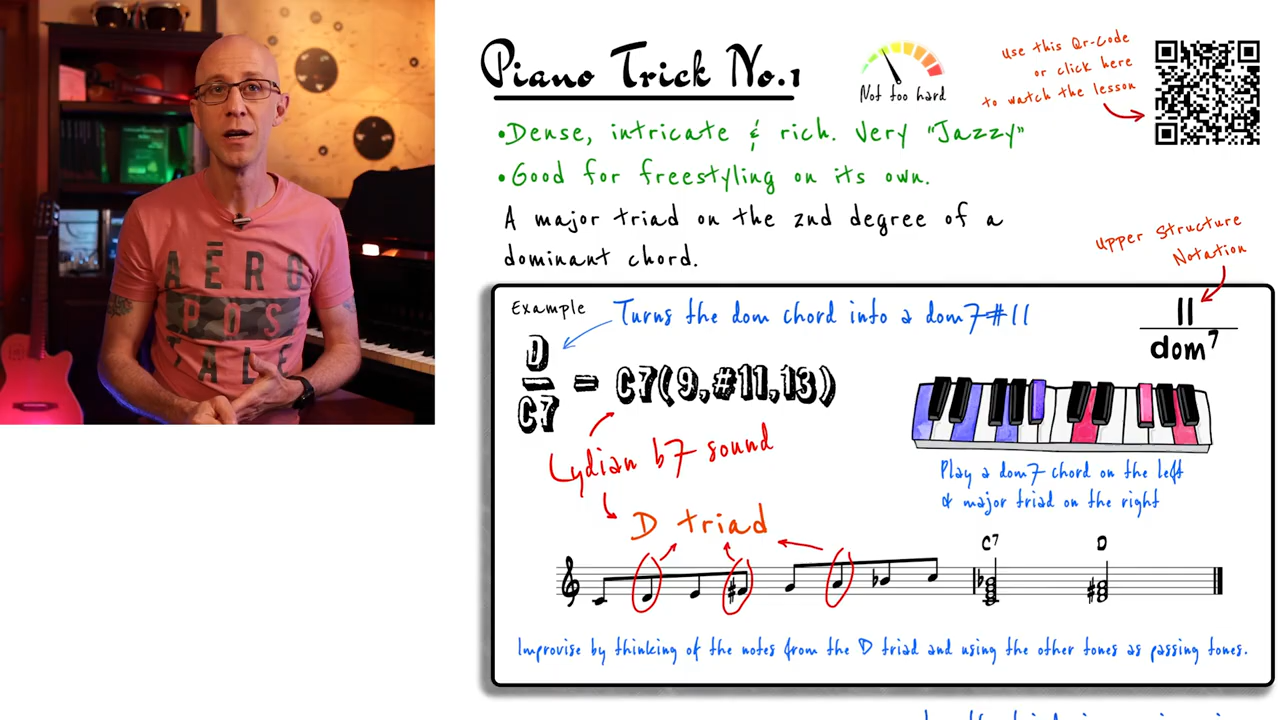 AĒRO
POS
TALE
Piano Trick No.1
Not too hard
Use this Qr-Code
or click here
to watch the lesson
•Dense, intricate & rich. Very "Jazzy"
•Good for freestyling on its own.
A major triad on the 2nd degree of a
dominant chord.
Upper Structure
Notation
Example
Turns the dom chord into a dom7#11
II
dom7
D
C7
= C7(9,#11,13)
Lydian b7 sound
Play a dom7 chord on the left
& major triad on the right
D triad
C7
D
Improvise by thinking of the notes from the D triad and using the other tones as passing tones.